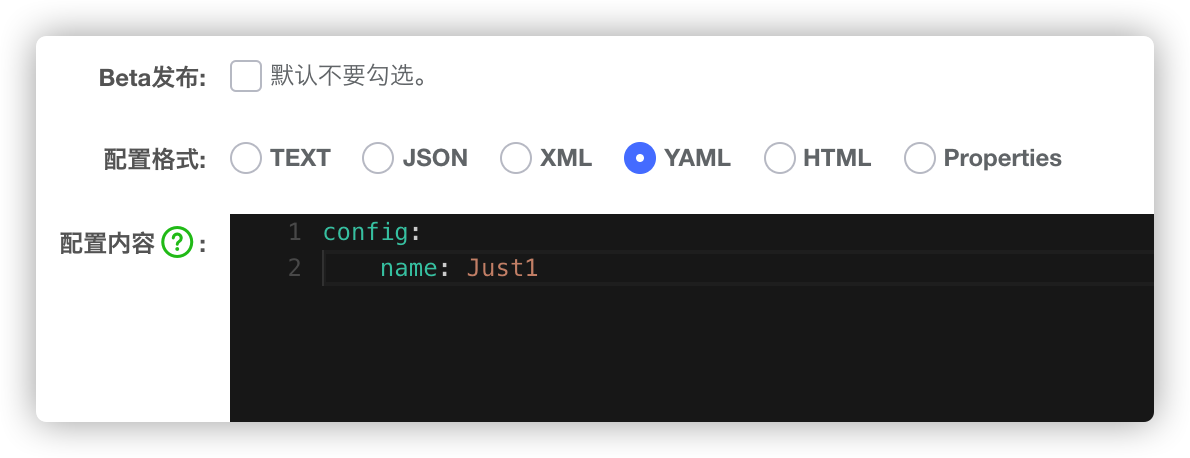 Beta发布: 默认不要勾选。
配置格式: TEXT JSON XML YAML HTML Properties
配置内容 ? :
1 config:
2     name: Just1